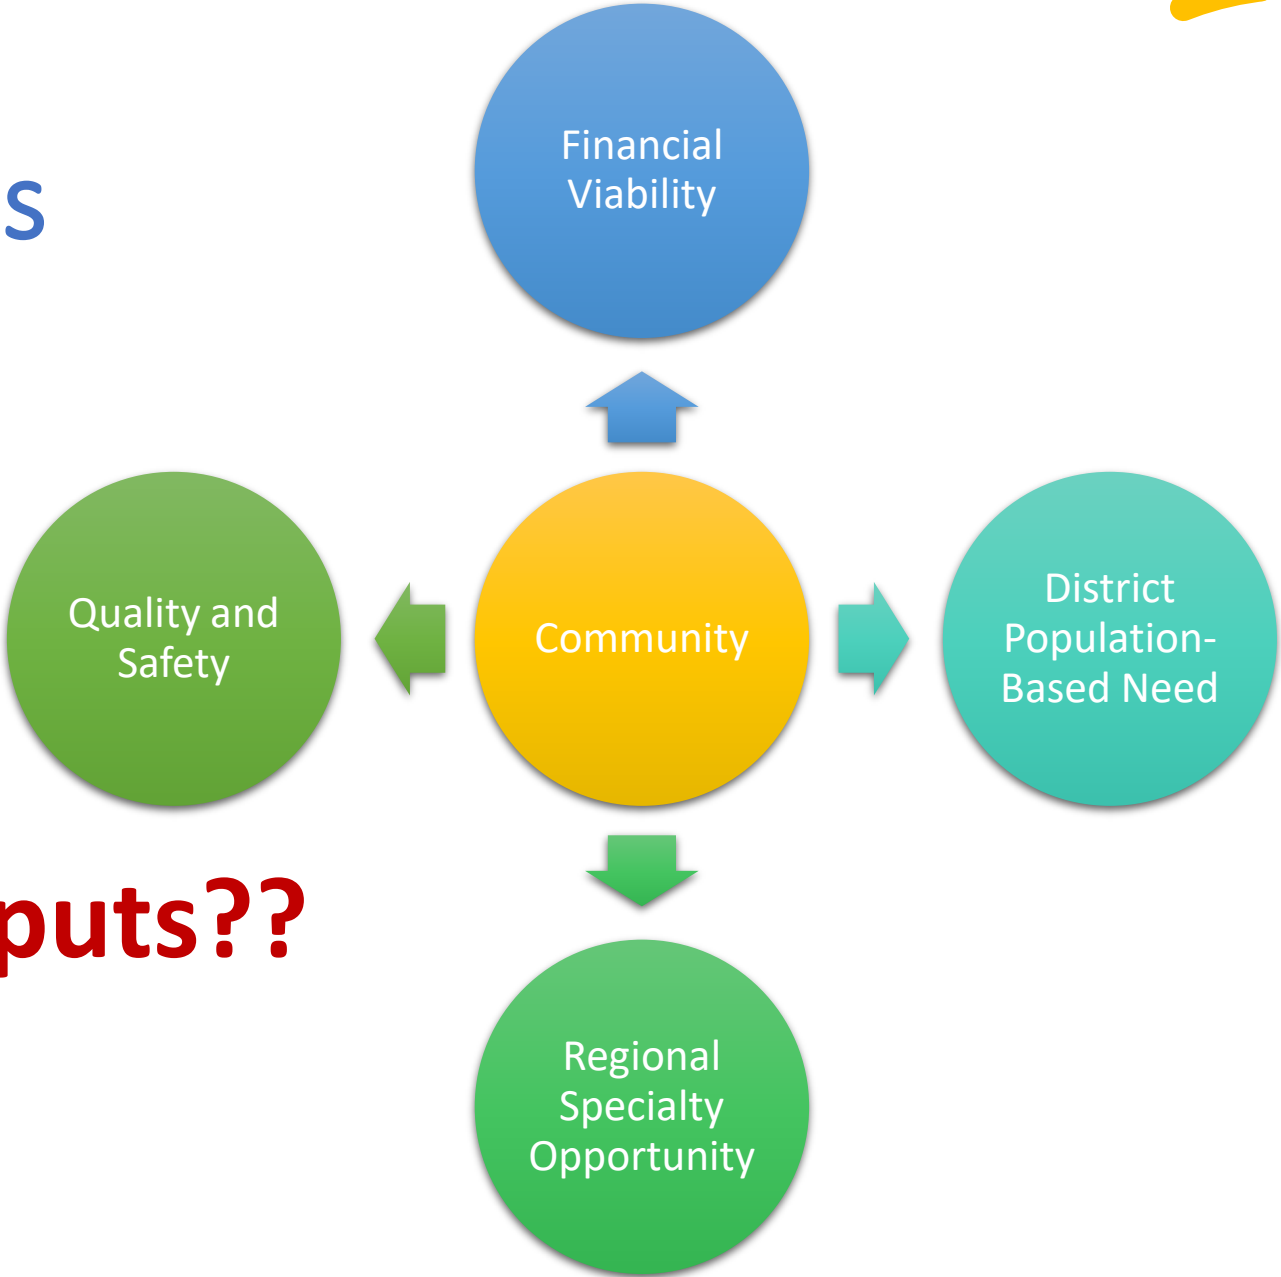 Financial
Viability
s
Quality and
Safety
Community
District
Population-
Based Need
puts??
Regional
Specialty
Opportunity